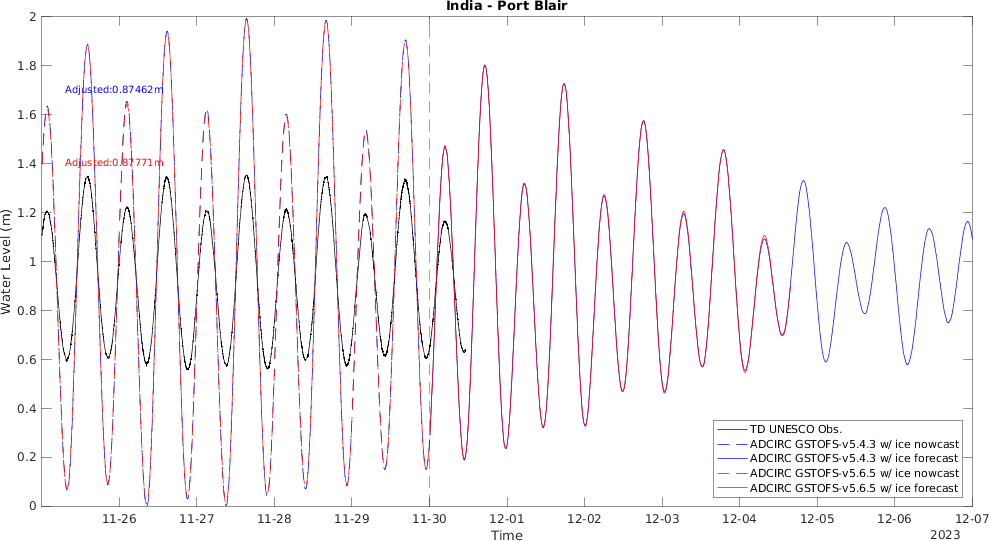 India - Port Blair
2
1.8
1.6
1.4
1.2
1
0.8
0.6
0.4
0.2
0
Water Level (m)
Adjusted:0.87462m
Adjusted:0.87771m
TD UNESCO Obs.
ADCIRC GSTOFS-v5.4.3 w/ ice nowcast
ADCIRC GSTOFS-v5.4.3 w/ ice forecast
ADCIRC GSTOFS-v5.6.5 w/ ice nowcast
ADCIRC GSTOFS-v5.6.5 w/ ice forecast
11-26 11-27 11-28 11-29 11-30 12-01 12-02 12-03 12-04 12-05 12-06 12-07
Time
2023